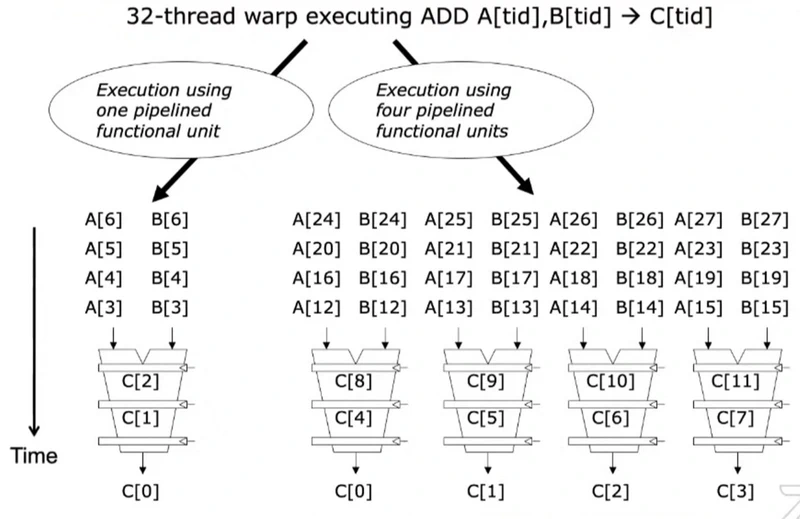 32-thread warp executing ADD A[tid],B[tid] → C[tid]
Execution using
one pipelined
functional unit
Execution using
four pipelined
functional units
A[6] B[6]
A[5] B[5]
A[4] B[4]
A[3] B[3]
C[2]
C[1]
C[0]
A[24] B[24] A[25] B[25] A[26] B[26] A[27] B[27]
A[20] B[20] A[21] B[21] A[22] B[22] A[23] B[23]
A[16] B[16] A[17] B[17] A[18] B[18] A[19] B[19]
A[12] B[12] A[13] B[13] A[14] B[14] A[15] B[15]
C[8] C[9] C[10] C[11]
C[4] C[5] C[6] C[7]
C[0] C[1] C[2] C[3]
Time